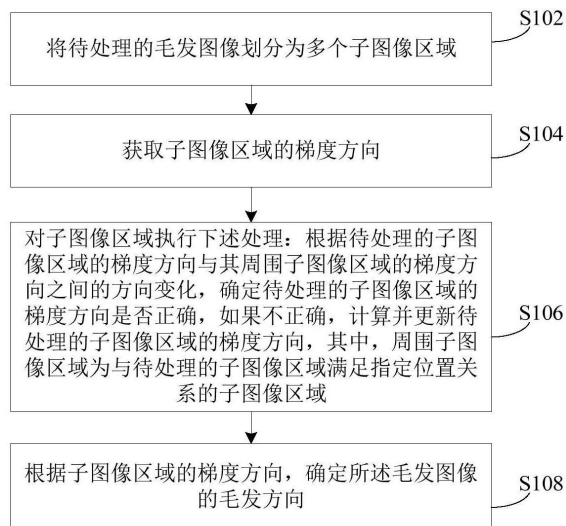 S102
将待处理的毛发图像划分为多个子图像区域
S104
获取子图像区域的梯度方向
对子图像区域执行下述处理：根据待处理的子图
像区域的梯度方向与其周围子图像区域的梯度方
向之间的方向变化，确定待处理的子图像区域的
梯度方向是否正确，如果不正确，计算并更新待
处理的子图像区域的梯度方向，其中，周围子图
像区域为与待处理的子图像区域满足指定位置关
系的子图像区域
S106
根据子图像区域的梯度方向，确定所述毛发图像
的毛发方向
S108